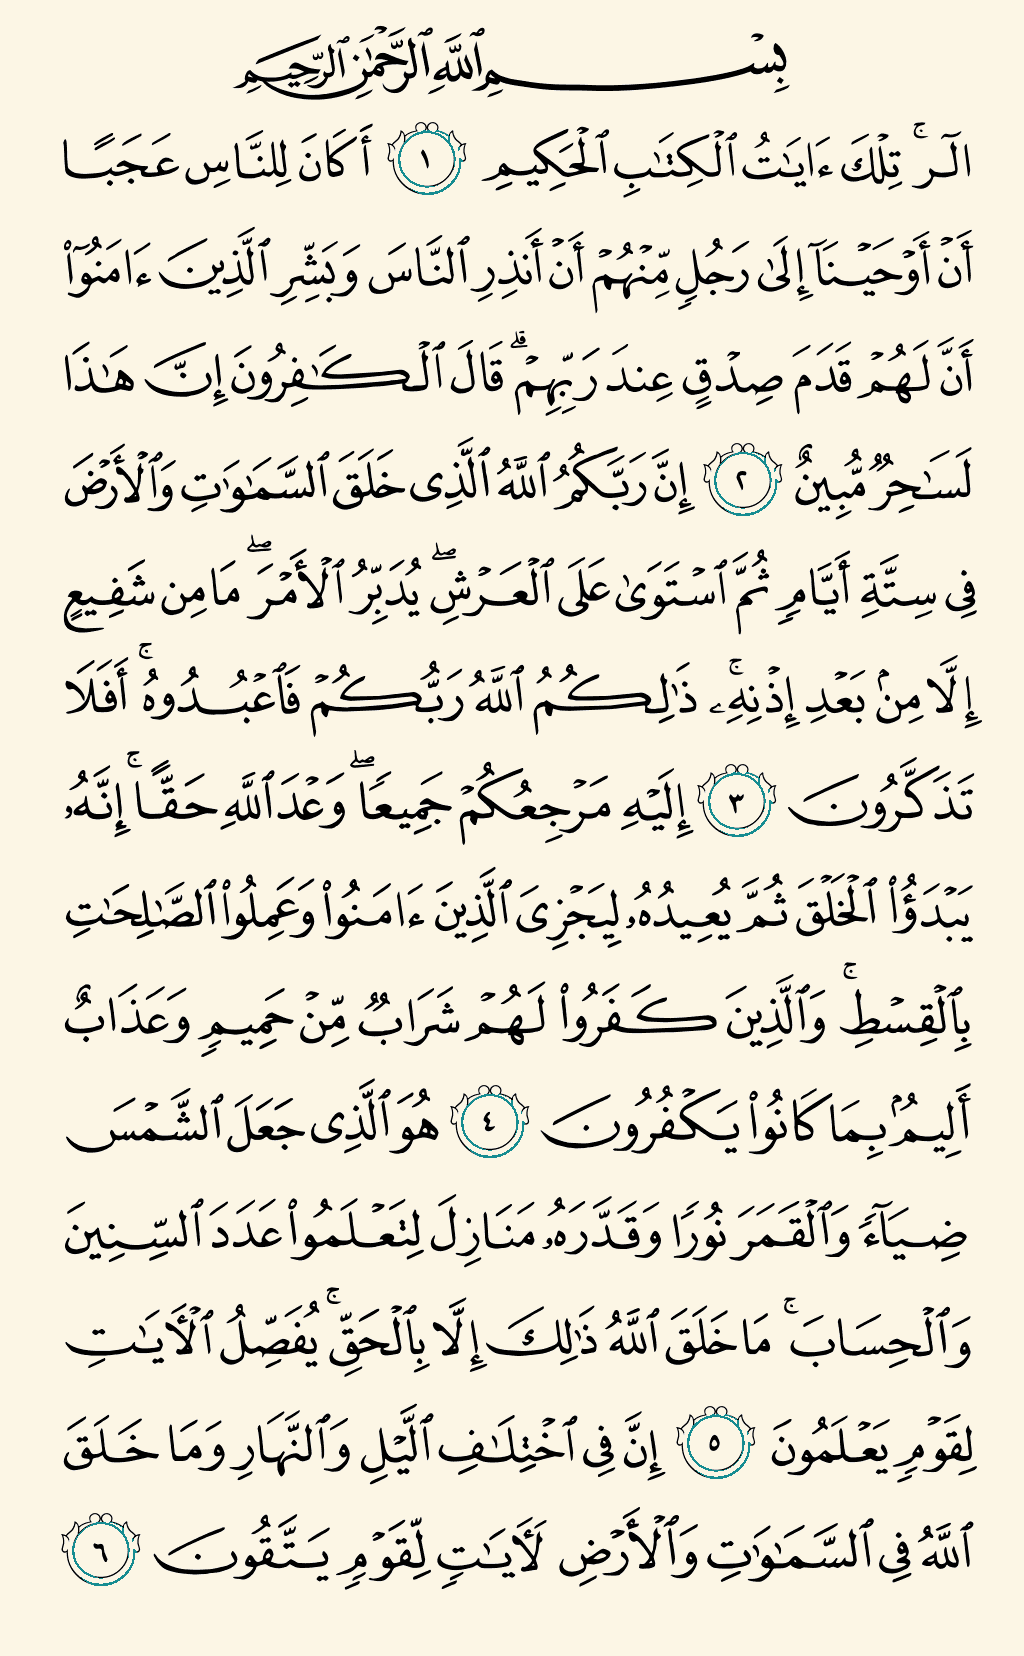 بِسْمِ ٱللَّهِ ٱلرَّحْمَٰنِ ٱلرَّحِيمِ
الٓر ۚ تِلْكَ ءَايَٰتُ ٱلْكِتَٰبِ ٱلْحَكِيمِ ١ أَكَانَ لِلنَّاسِ عَجَبًا
أَنْ أَوْحَيْنَآ إِلَىٰ رَجُلٍ مِّنْهُمْ أَنْ أَنذِرِ ٱلنَّاسَ وَبَشِّرِ ٱلَّذِينَ ءَامَنُوٓا۟
أَنَّ لَهُمْ قَدَمَ صِدْقٍ عِندَ رَبِّهِمْ ۗ قَالَ ٱلْكَٰفِرُونَ إِنَّ هَٰذَا
لَسَٰحِرٌ مُّبِينٌ ٢ إِنَّ رَبَّكُمُ ٱللَّهُ ٱلَّذِى خَلَقَ ٱلسَّمَٰوَٰتِ وَٱلْأَرْضَ
فِى سِتَّةِ أَيَّامٍ ثُمَّ ٱسْتَوَىٰ عَلَى ٱلْعَرْشِ ۖ يُدَبِّرُ ٱلْأَمْرَ ۖ مَا مِن شَفِيعٍ
إِلَّا مِنۢ بَعْدِ إِذْنِهِۦ ۚ ذَٰلِكُمُ ٱللَّهُ رَبُّكُمْ فَٱعْبُدُوهُ ۚ أَفَلَا
تَذَكَّرُونَ ٣ إِلَيْهِ مَرْجِعُكُمْ جَمِيعًا ۖ وَعْدَ ٱللَّهِ حَقًّا ۚ إِنَّهُۥ
يَبْدَؤُا۟ ٱلْخَلْقَ ثُمَّ يُعِيدُهُۥ لِيَجْزِىَ ٱلَّذِينَ ءَامَنُوا۟ وَعَمِلُوا۟ ٱلصَّٰلِحَٰتِ
بِٱلْقِسْطِ ۚ وَٱلَّذِينَ كَفَرُوا۟ لَهُمْ شَرَابٌ مِّنْ حَمِيمٍ وَعَذَابٌ
أَلِيمٌۢ بِمَا كَانُوا۟ يَكْفُرُونَ ٤ هُوَ ٱلَّذِى جَعَلَ ٱلشَّمْسَ
ضِيَآءً وَٱلْقَمَرَ نُورًا وَقَدَّرَهُۥ مَنَازِلَ لِتَعْلَمُوا۟ عَدَدَ ٱلسِّنِينَ
وَٱلْحِسَابَ ۚ مَا خَلَقَ ٱللَّهُ ذَٰلِكَ إِلَّا بِٱلْحَقِّ ۚ يُفَصِّلُ ٱلْـَٔايَٰتِ
لِقَوْمٍ يَعْلَمُونَ ٥ إِنَّ فِى ٱخْتِلَٰفِ ٱلَّيْلِ وَٱلنَّهَارِ وَمَا خَلَقَ
ٱللَّهُ فِى ٱلسَّمَٰوَٰتِ وَٱلْأَرْضِ لَـَٔايَٰتٍ لِّقَوْمٍ يَتَّقُونَ ٦